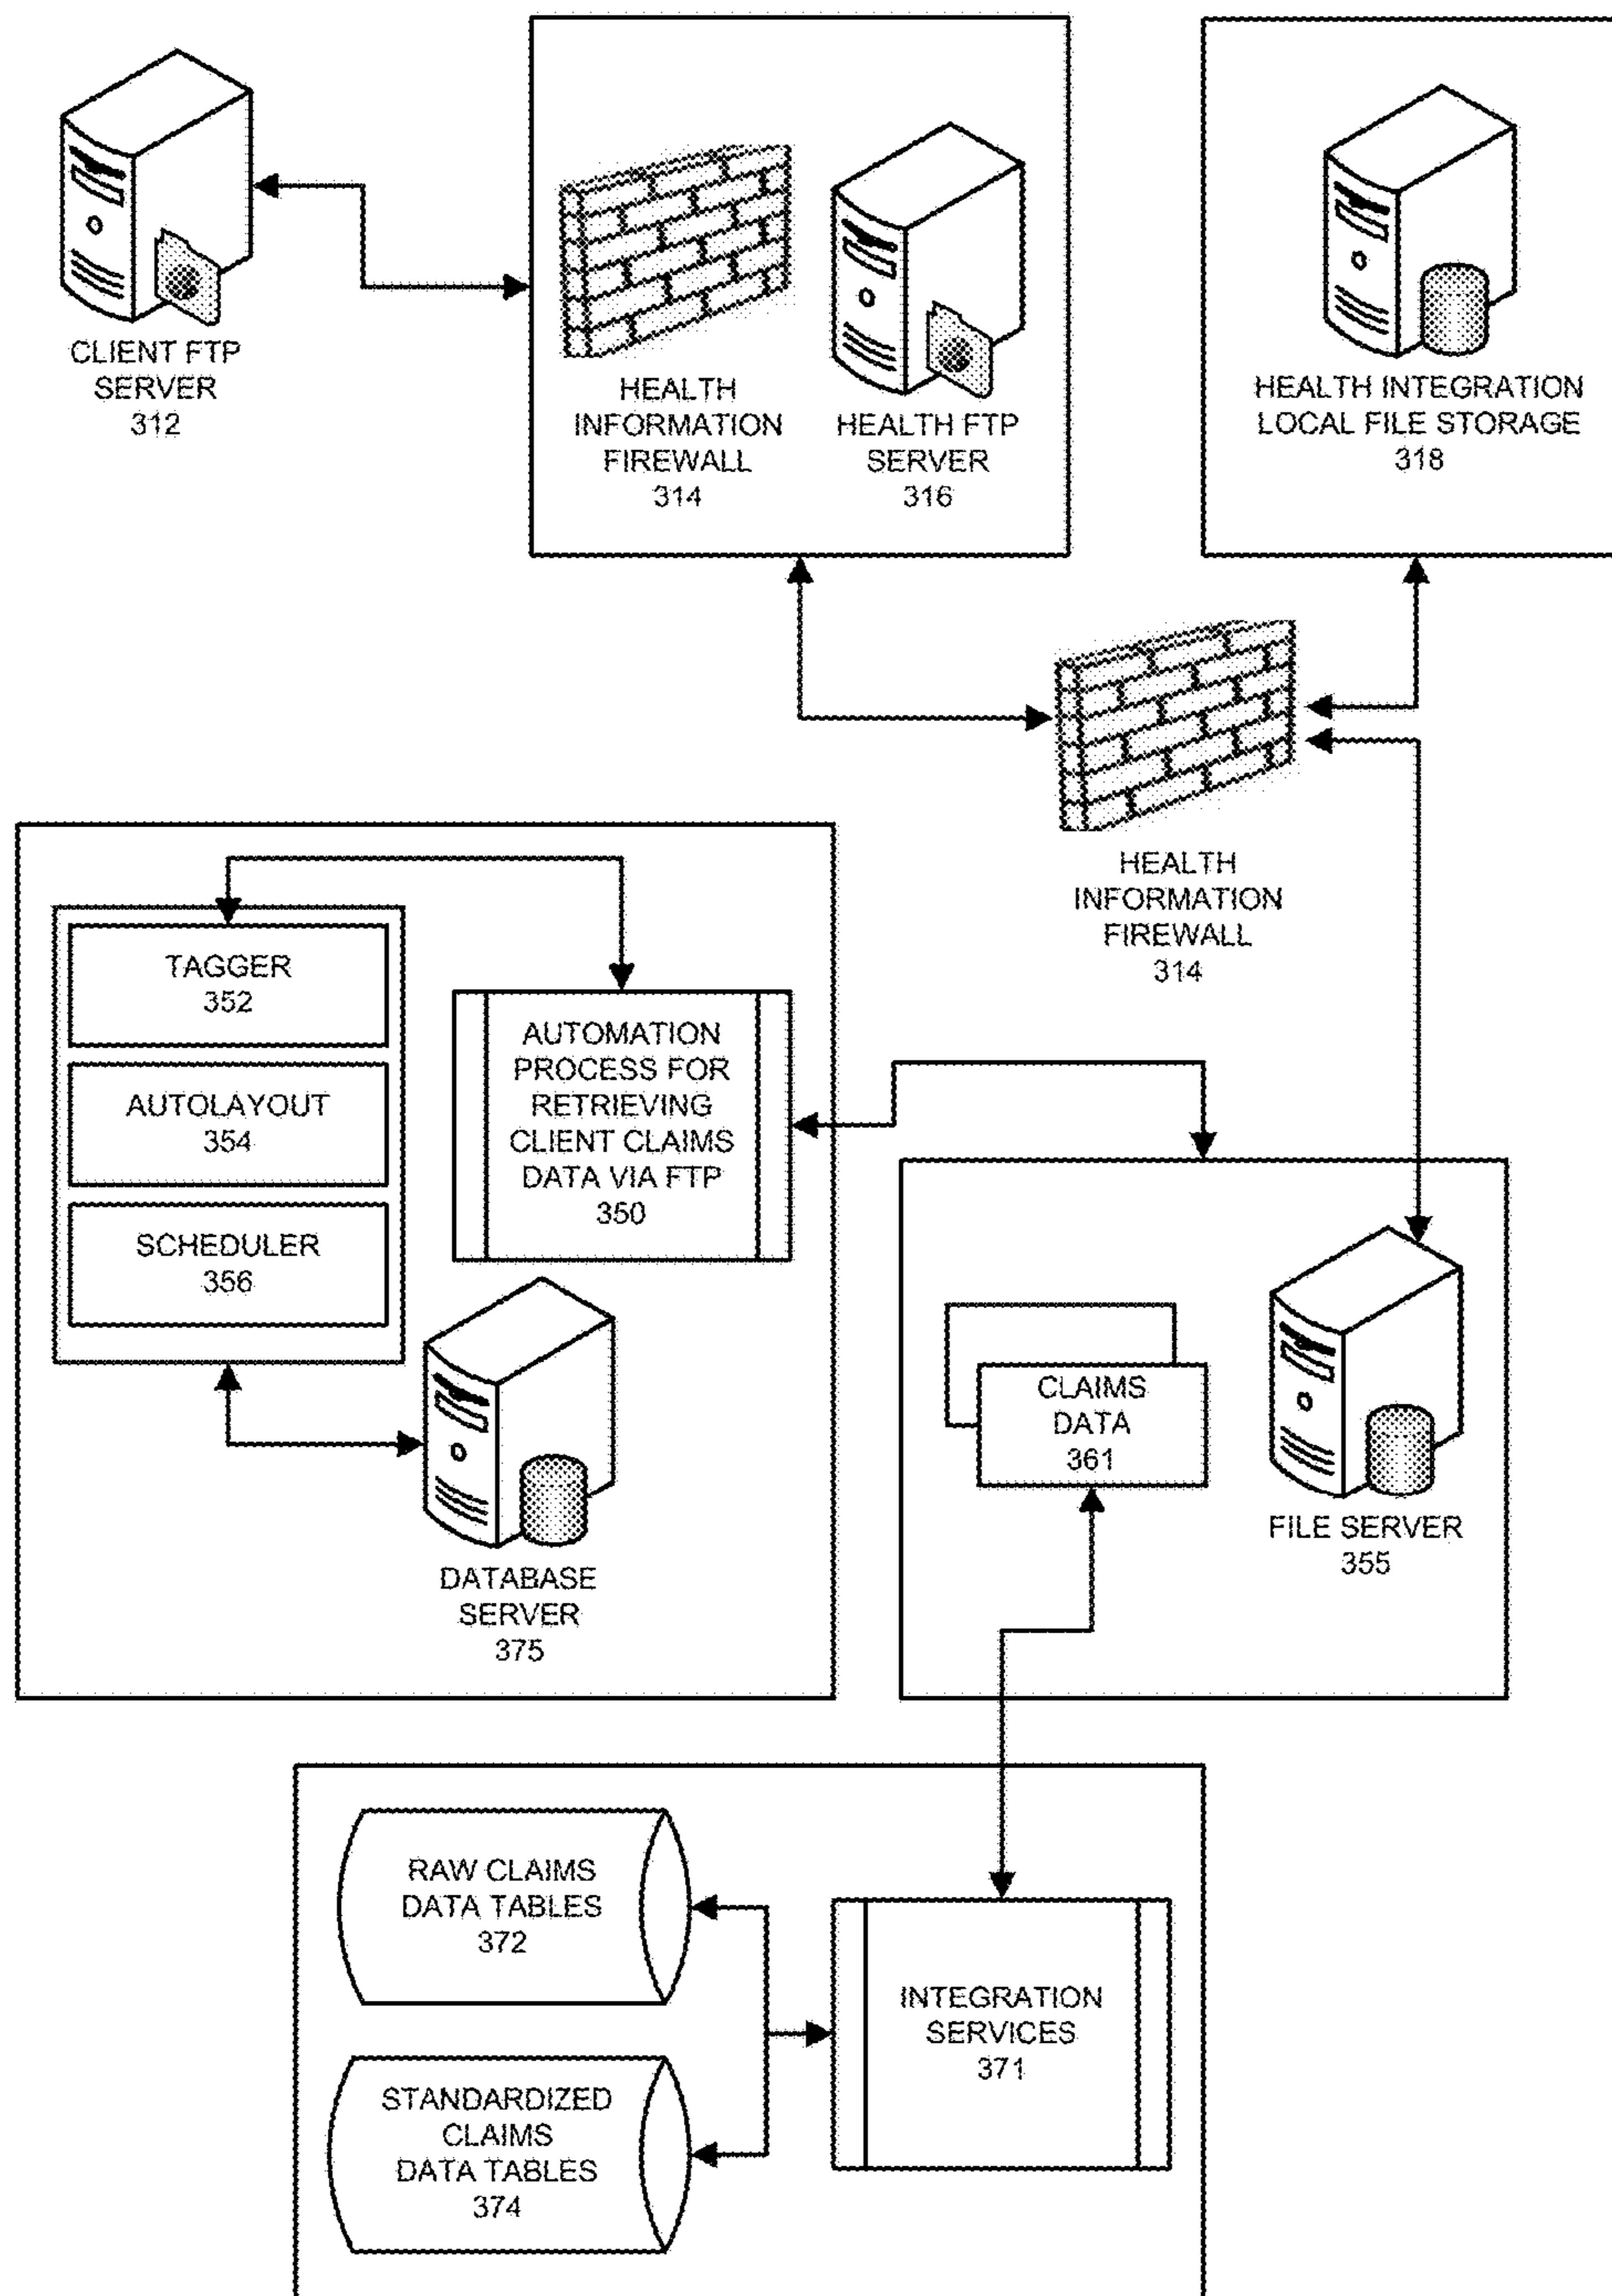 CLIENT FTP
SERVER
312
HEALTH
INFORMATION
FIREWALL
314
HEALTH FTP
SERVER
316
HEALTH INTEGRATION
LOCAL FILE STORAGE
318
HEALTH
INFORMATION
FIREWALL
314
TAGGER
352
AUTOLAYOUT
354
SCHEDULER
356
AUTOMATION
PROCESS FOR
RETRIEVING
CLIENT CLAIMS
DATA VIA FTP
350
DATABASE
SERVER
375
CLAIMS
DATA
361
FILE SERVER
355
RAW CLAIMS
DATA TABLES
372
STANDARDIZED
CLAIMS
DATA TABLES
374
INTEGRATION
SERVICES
371